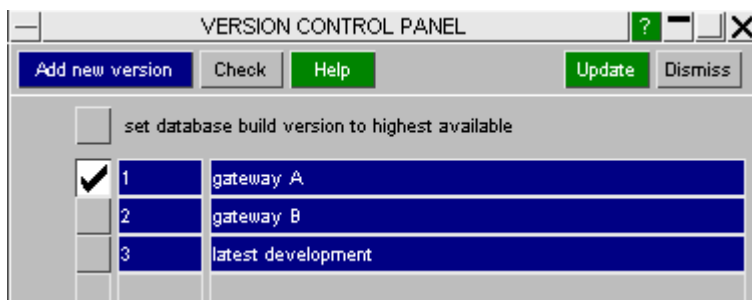 VERSION CONTROL PANEL ?
Add new version Check Help Update Dismiss
set database build version to highest available
1 gateway A
2 gateway B
3 latest development